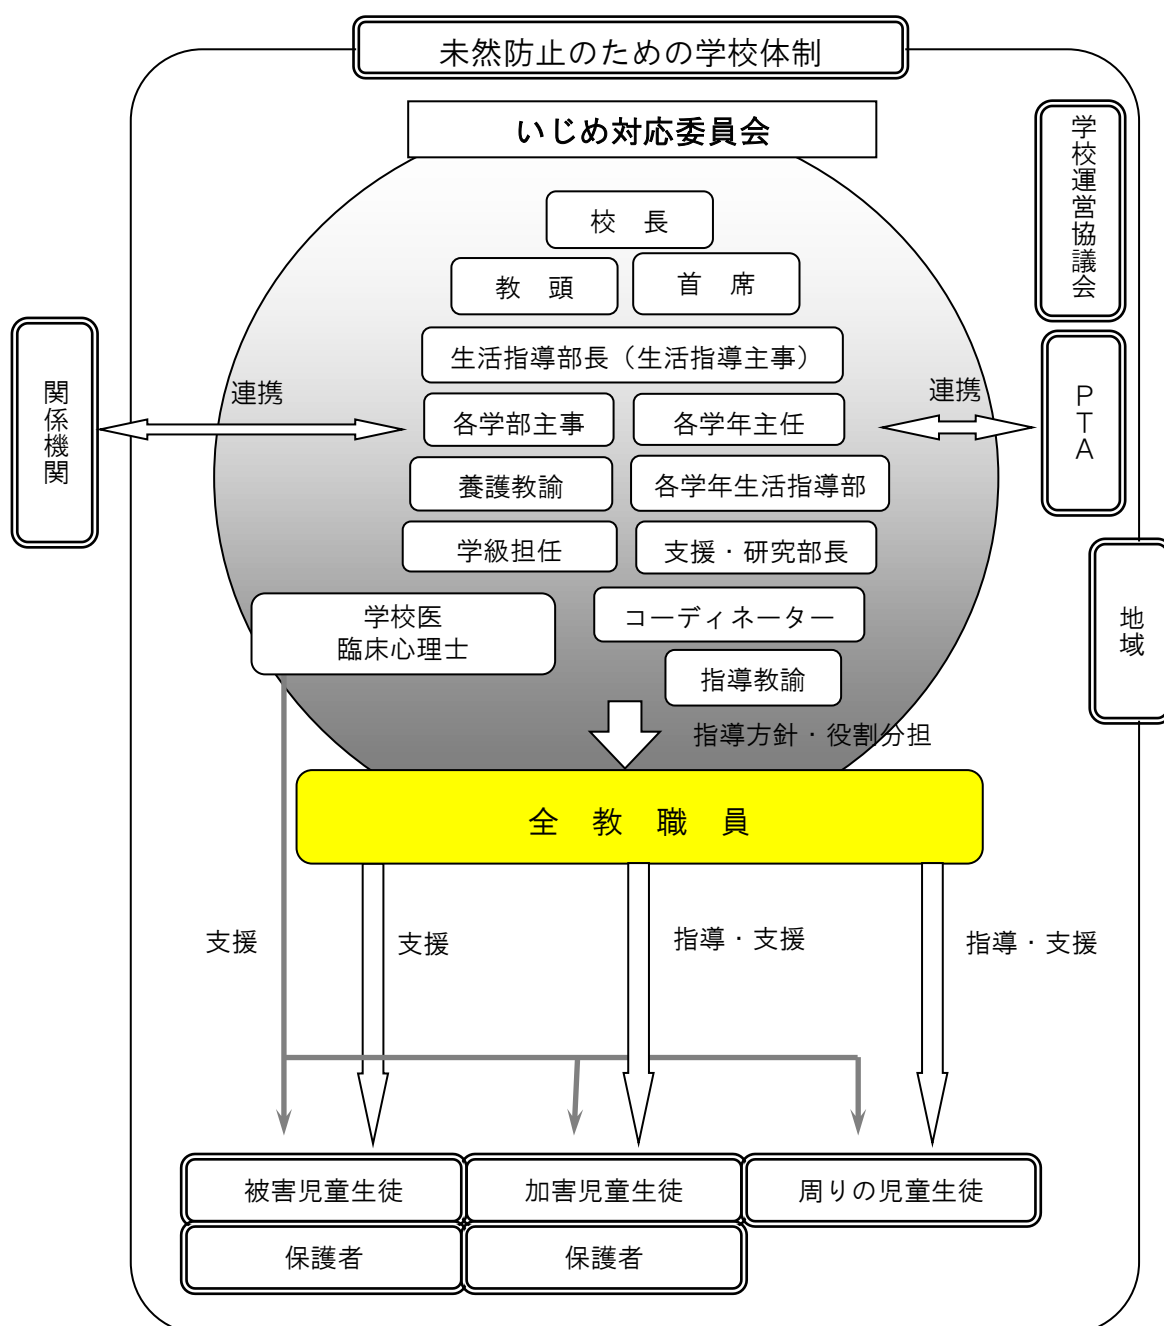 未然防止のための学校体制
いじめ対応委員会
学校運営協議会
校　長
教　頭
首　席
生活指導部長（生活指導主事）
関係機関
連携
連携
PTA
各学部主事
各学年主任
養護教諭
各学年生活指導部
学級担任
支援・研究部長
地域
学校医
臨床心理士
コーディネーター
指導教諭
指導方針・役割分担
全　教　職　員
支援
支援
指導・支援
指導・支援
被害児童生徒
加害児童生徒
周りの児童生徒
保護者
保護者